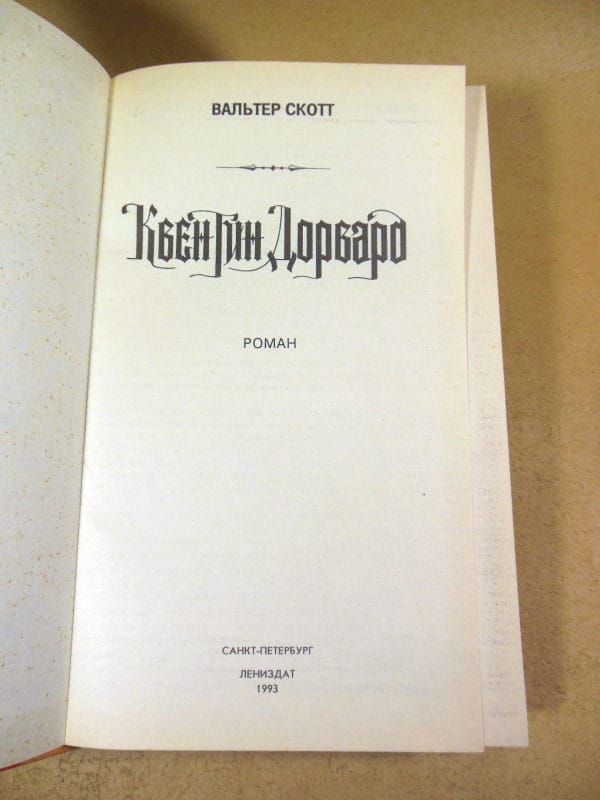 ВАЛЬТЕР СКОТТ
Квентин Дорвард
РОМАН
САНКТ-ПЕТЕРБУРГ
ЛЕНИЗДАТ
1993